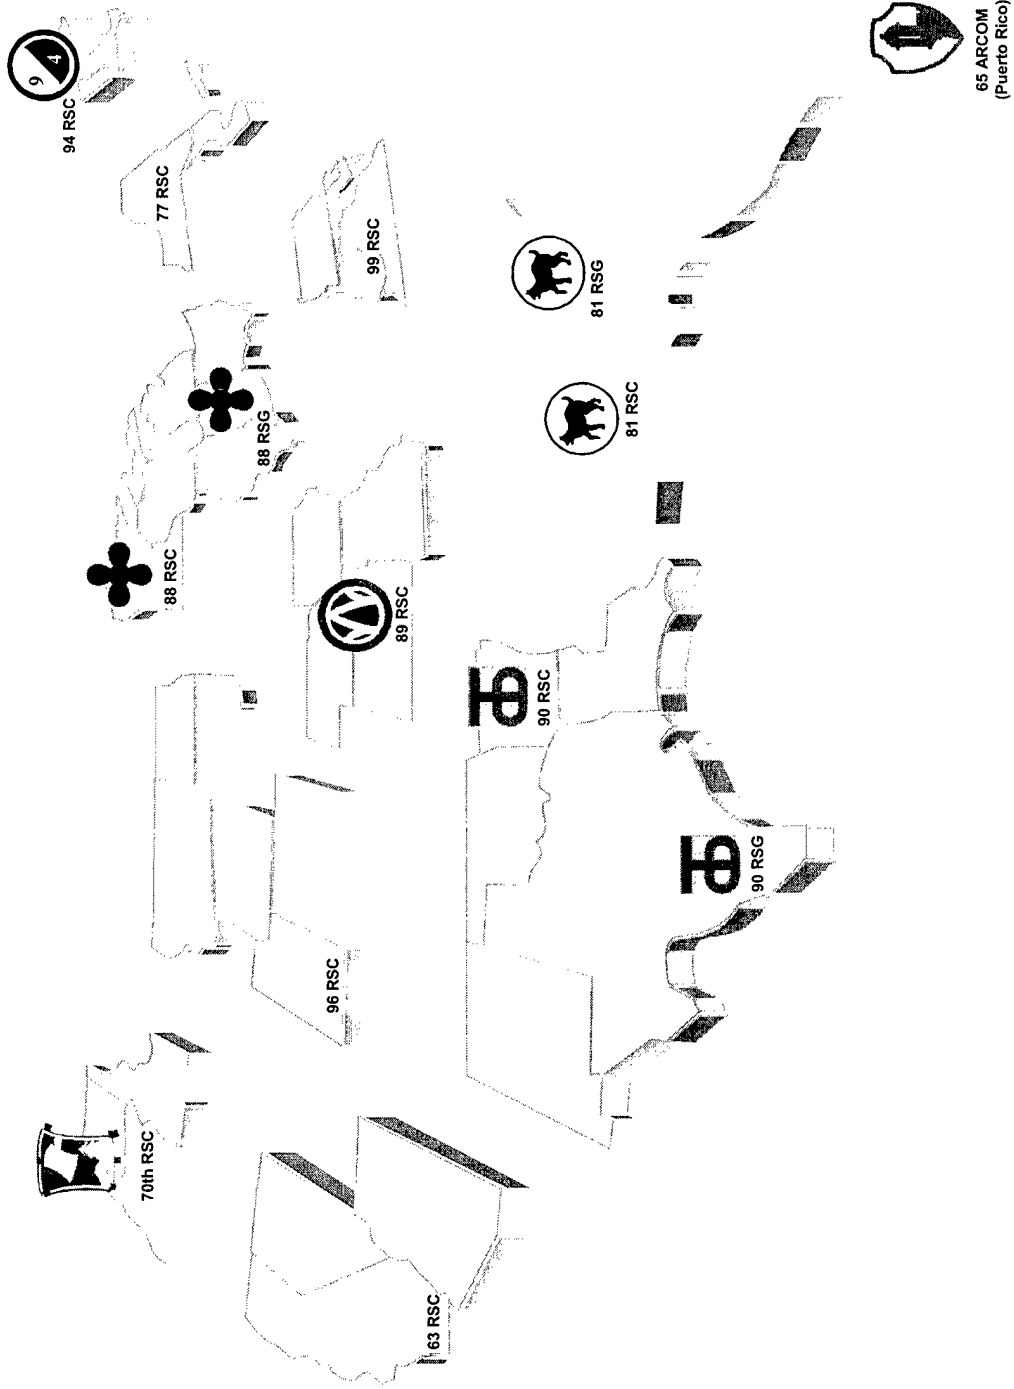 70th RSC
63 RSC
96 RSC
88 RSC
88 RSG
89 RSC
90 RSC
90 RSG
77 RSC
99 RSC
94 RSC
9
4
81 RSC
81 RSG
65 ARCOM
(Puerto Rico)